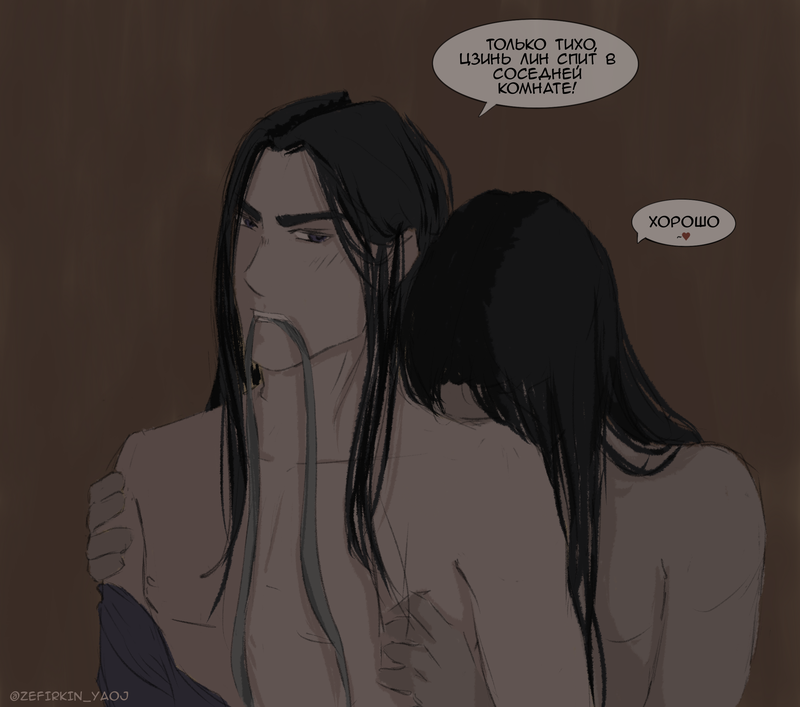 ТОЛЬКО ТИХО,
ЦЗИНЬ ЛИН СПИТ В
СОСЕДНЕЙ
КОМНАТЕ!
ХОРОШО
~♥
@ZEFIRKIN_YAOJ